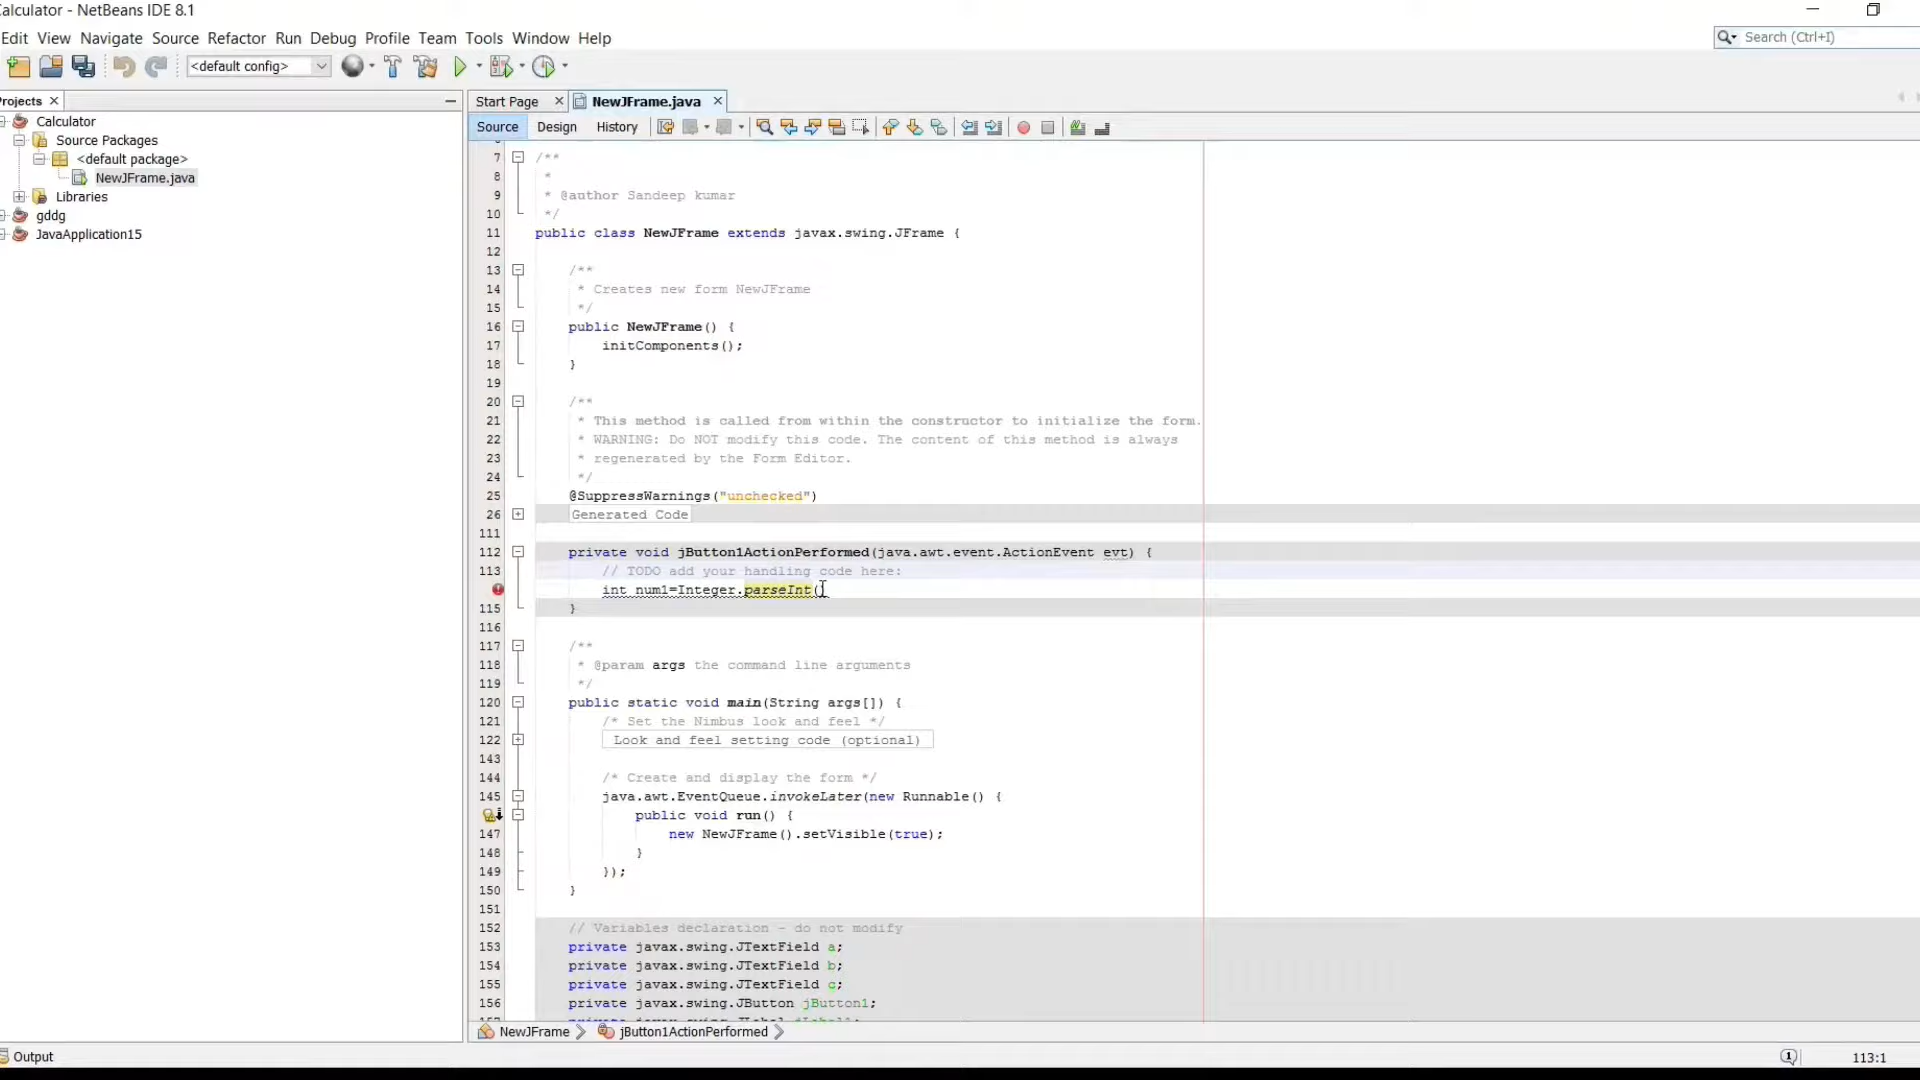 Calculator - NetBeans IDE 8.1
Edit View Navigate Source Refactor Run Debug Profile Team Tools Window Help
Search (Ctrl+I)
<default config>
Projects
Start Page
NewJFrame.java
Source Design History
Calculator
Source Packages
<default package>
NewJFrame.java
Libraries
gddg
JavaApplication15
7 /**
8 *
9 * @author Sandeep kumar
10 */
11 public class NewJFrame extends javax.swing.JFrame {
12
13 /**
14 * Creates new form NewJFrame
15 */
16 public NewJFrame() {
17 initComponents();
18 }
19
20 /**
21 * This method is called from within the constructor to initialize the form.
22 * WARNING: Do NOT modify this code. The content of this method is always
23 * regenerated by the Form Editor.
24 */
25 @SuppressWarnings("unchecked")
26 Generated Code
111
112 private void jButton1ActionPerformed(java.awt.event.ActionEvent evt) {
113 // TODO add your handling code here:
int num1=Integer.parseInt(
115 }
116
117 /**
118 * @param args the command line arguments
119 */
120 public static void main(String args[]) {
121 /* Set the Nimbus look and feel */
122 Look and feel setting code (optional)
143
144 /* Create and display the form */
145 java.awt.EventQueue.invokeLater(new Runnable() {
public void run() {
147 new NewJFrame().setVisible(true);
148 }
149 });
150 }
151
152 // Variables declaration - do not modify
153 private javax.swing.JTextField a;
154 private javax.swing.JTextField b;
155 private javax.swing.JTextField c;
156 private javax.swing.JButton jButton1;
NewJFrame
jButton1ActionPerformed
Output
1
113:1